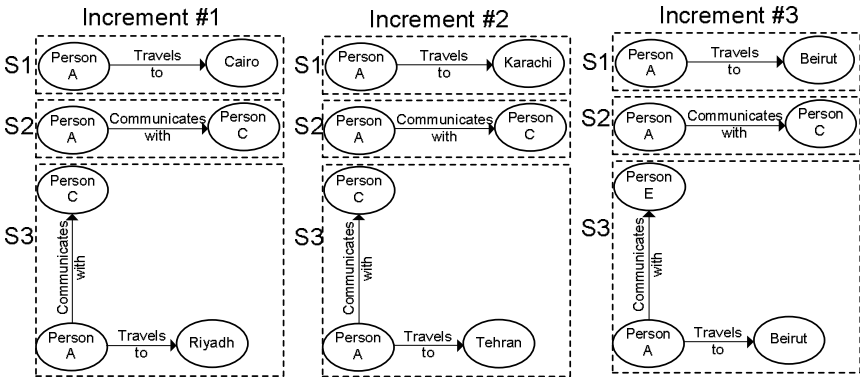 Increment #1
Increment #2
Increment #3
S1
Person
A
Travels
to
Cairo
S1
Person
A
Travels
to
Karachi
S1
Person
A
Travels
to
Beirut
S2
Person
A
Communicates
with
Person
C
S2
Person
A
Communicates
with
Person
C
S2
Person
A
Communicates
with
Person
C
S3
Person
C
Communicates
with
Person
A
Travels
to
Riyadh
S3
Person
C
Communicates
with
Person
A
Travels
to
Tehran
S3
Person
E
Communicates
with
Person
A
Travels
to
Beirut